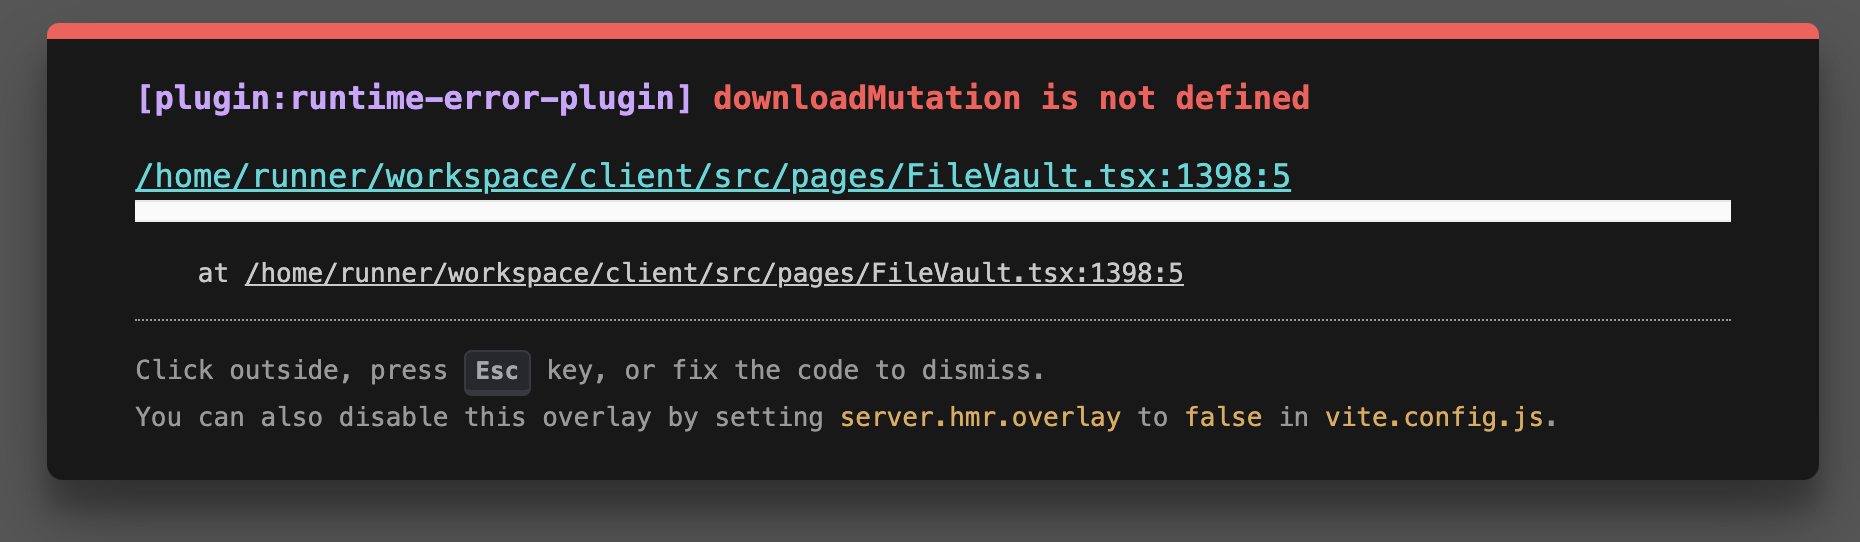 [plugin:runtime-error-plugin] downloadMutation is not defined
/home/runner/workspace/client/src/pages/FileVault.tsx:1398:5
at /home/runner/workspace/client/src/pages/FileVault.tsx:1398:5
Click outside, press Esc key, or fix the code to dismiss.
You can also disable this overlay by setting server.hmr.overlay to false in vite.config.js.